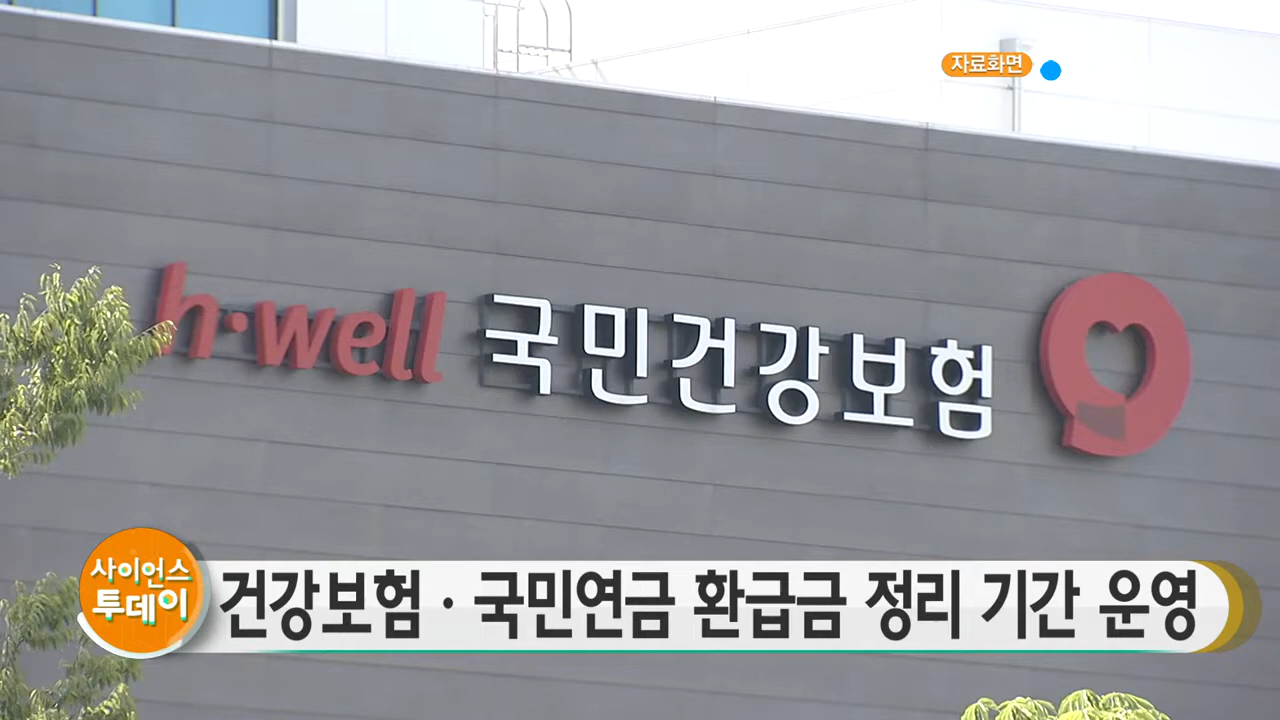 자료화면
h·well 국민건강보험
사이언스
투데이
건강보험·국민연금 환급금 정리 기간 운영